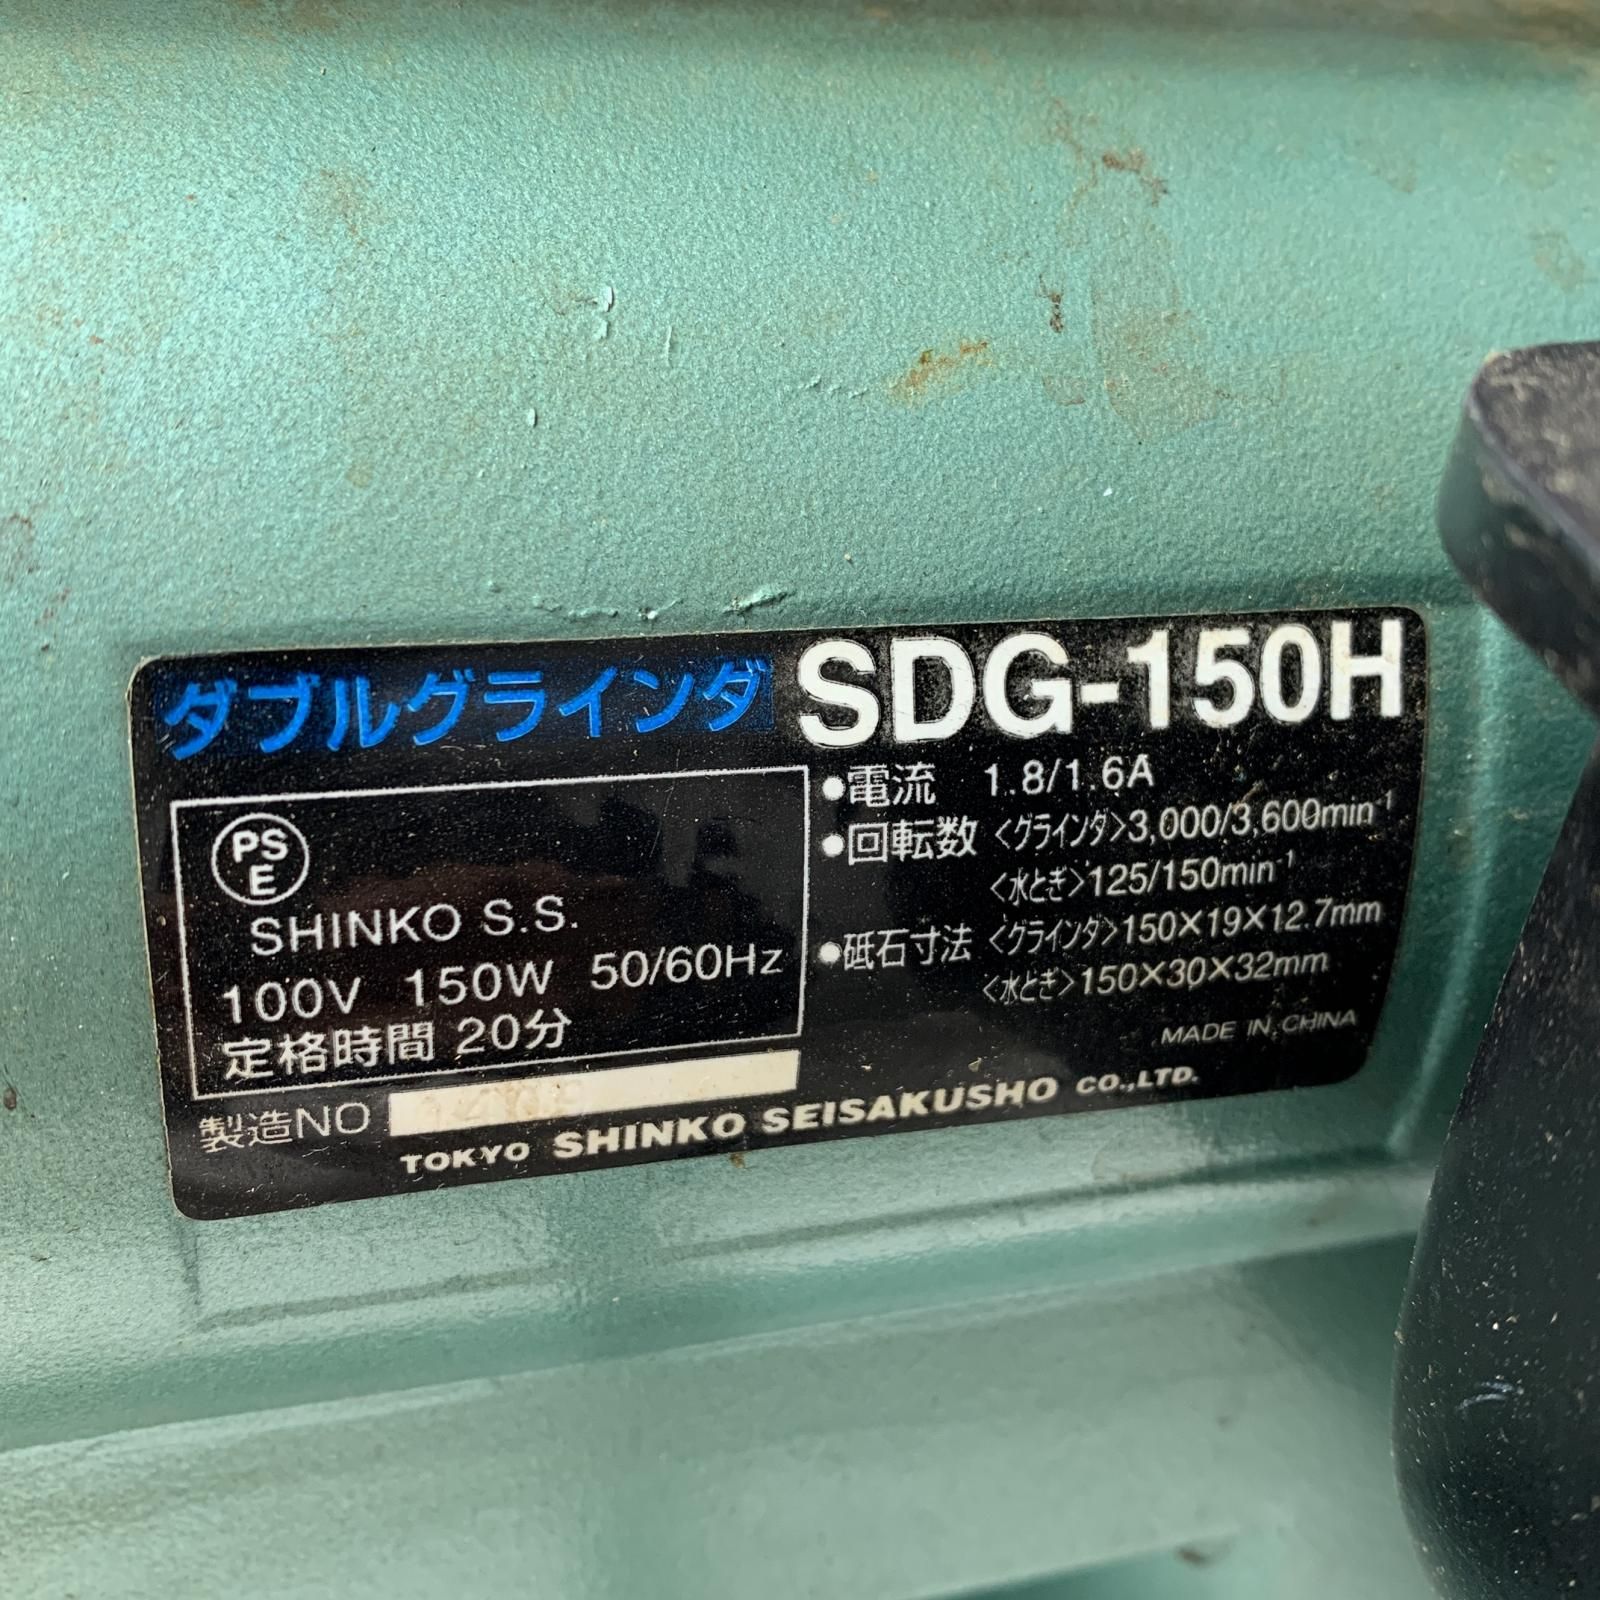 ダブルグラインダ SDG-150H
PS
E
SHINKO S.S.
100V 150W 50/60Hz
定格時間 20分
製造NO
●電流 1.8/1.6A
●回転数 〈グラインダ〉3,000/3,600min⁻¹
〈水とぎ〉125/150min⁻¹
●砥石寸法 〈グラインダ〉150×19×12.7mm
〈水とぎ〉150×30×32mm
MADE IN CHINA
TOKYO SHINKO SEISAKUSHO CO.,LTD.